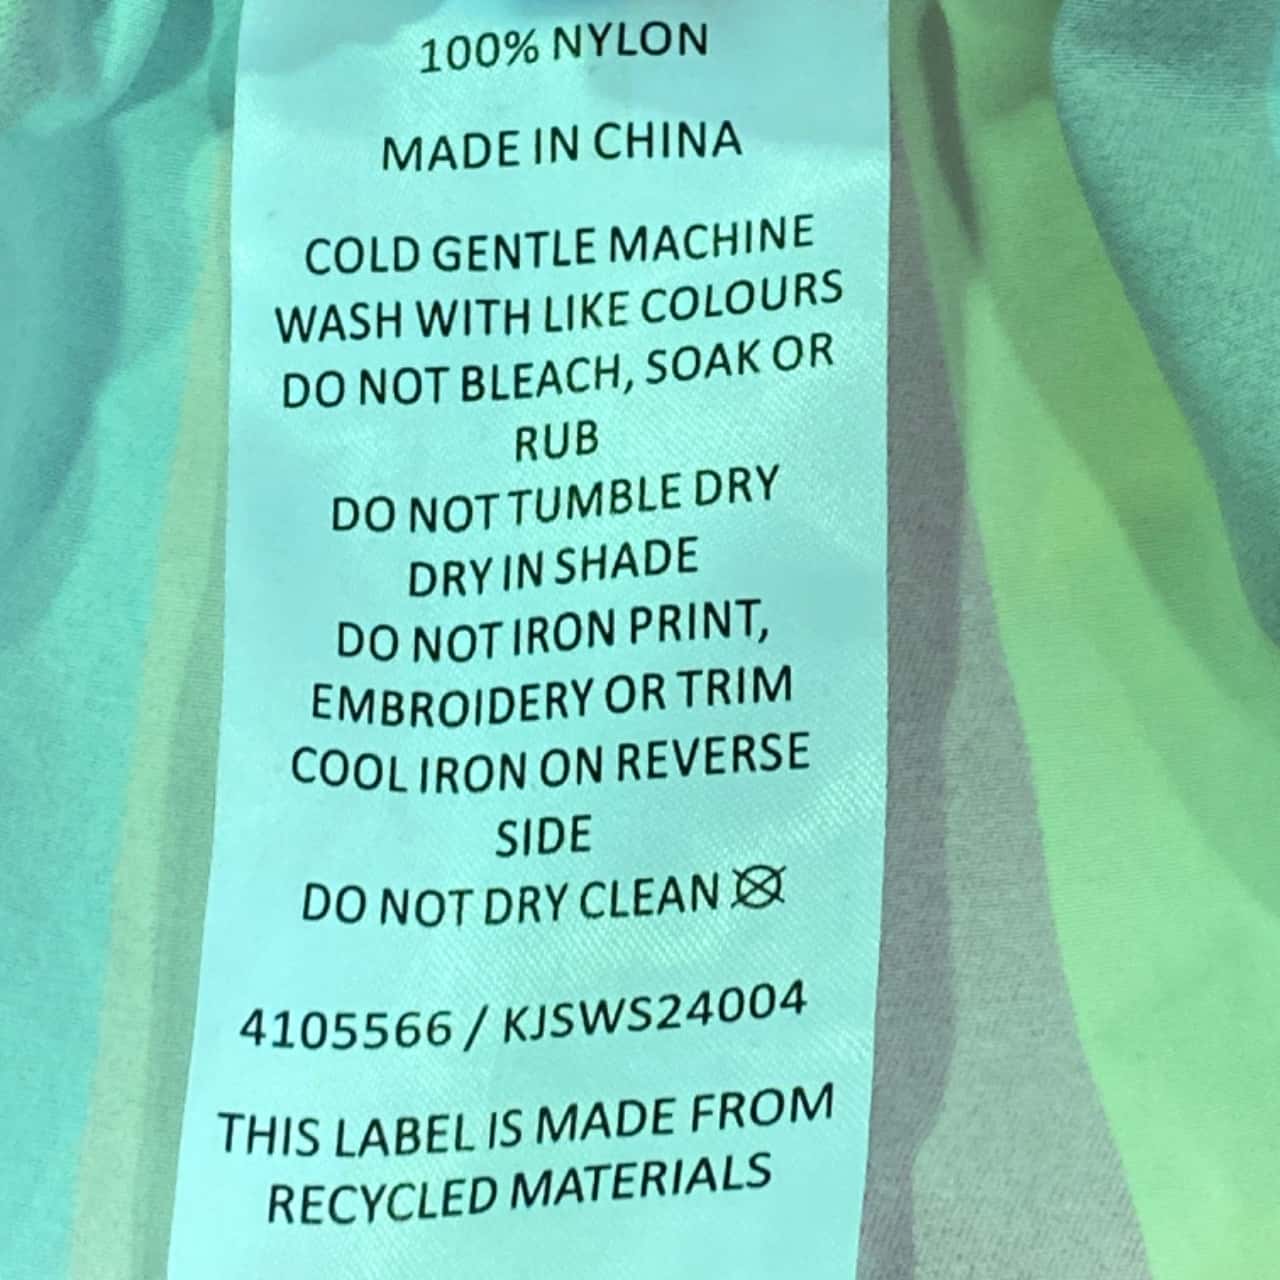 100% NYLON
MADE IN CHINA
COLD GENTLE MACHINE
WASH WITH LIKE COLOURS
DO NOT BLEACH, SOAK OR
RUB
DO NOT TUMBLE DRY
DRY IN SHADE
DO NOT IRON PRINT,
EMBROIDERY OR TRIM
COOL IRON ON REVERSE
SIDE
DO NOT DRY CLEAN
4105566 / KJSWS24004
THIS LABEL IS MADE FROM
RECYCLED MATERIALS